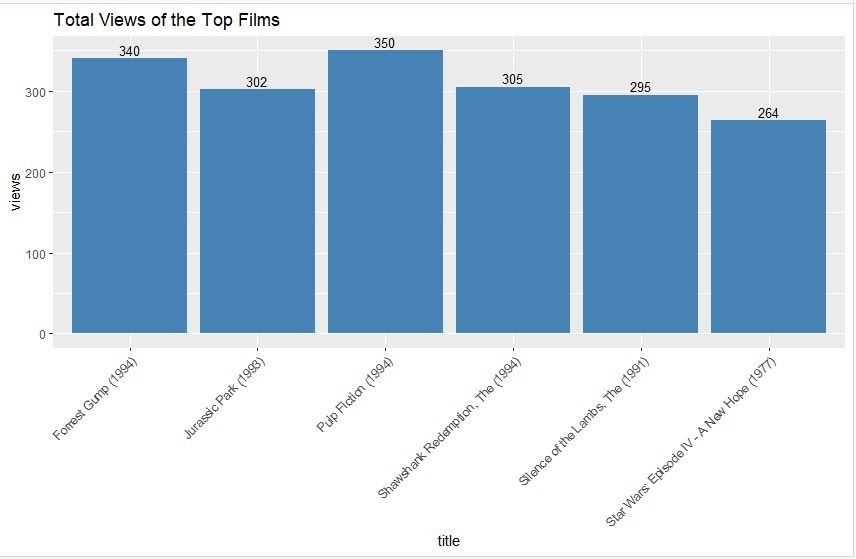 Total Views of the Top Films
340
302
350
305
295
264
300
200
100
0
views
Forrest Gump (1994)
Jurassic Park (1993)
Pulp Fiction (1994)
Shawshank Redemption, The (1994)
Silence of the Lambs, The (1991)
Star Wars: Episode IV - A New Hope (1977)
title